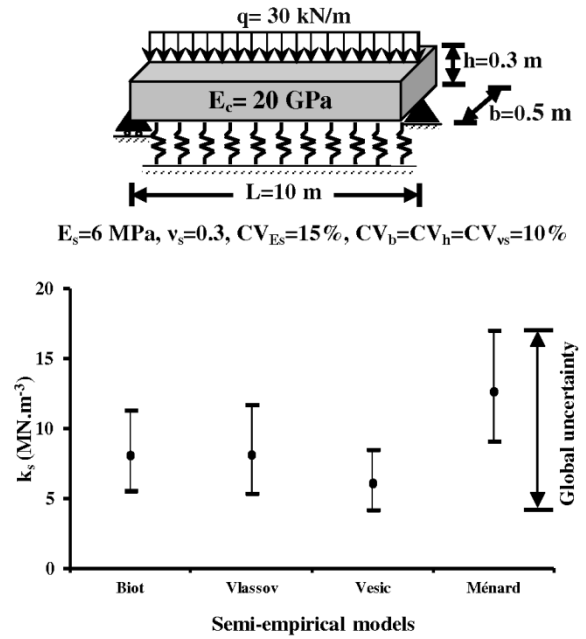 q= 30 kN/m
h=0.3 m
E_c= 20 GPa
b=0.5 m
L=10 m
E_s=6 MPa, ν_s=0.3, CV_Es=15%, CV_b=CV_h=CV_νs=10%
20
15
10
5
0
k_s (MN.m⁻³)
Global uncertainty
Biot Vlassov Vesic Ménard
Semi-empirical models